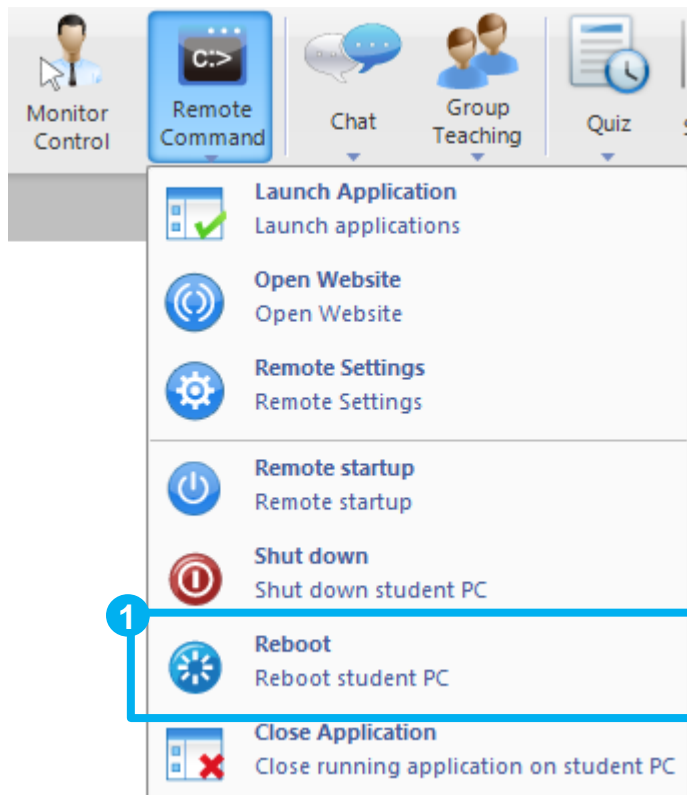 Monitor
Control
Remote
Command
C:>
Chat
Group
Teaching
Quiz
Launch Application
Launch applications
Open Website
Open Website
Remote Settings
Remote Settings
Remote startup
Remote startup
Shut down
Shut down student PC
1
Reboot
Reboot student PC
Close Application
Close running application on student PC